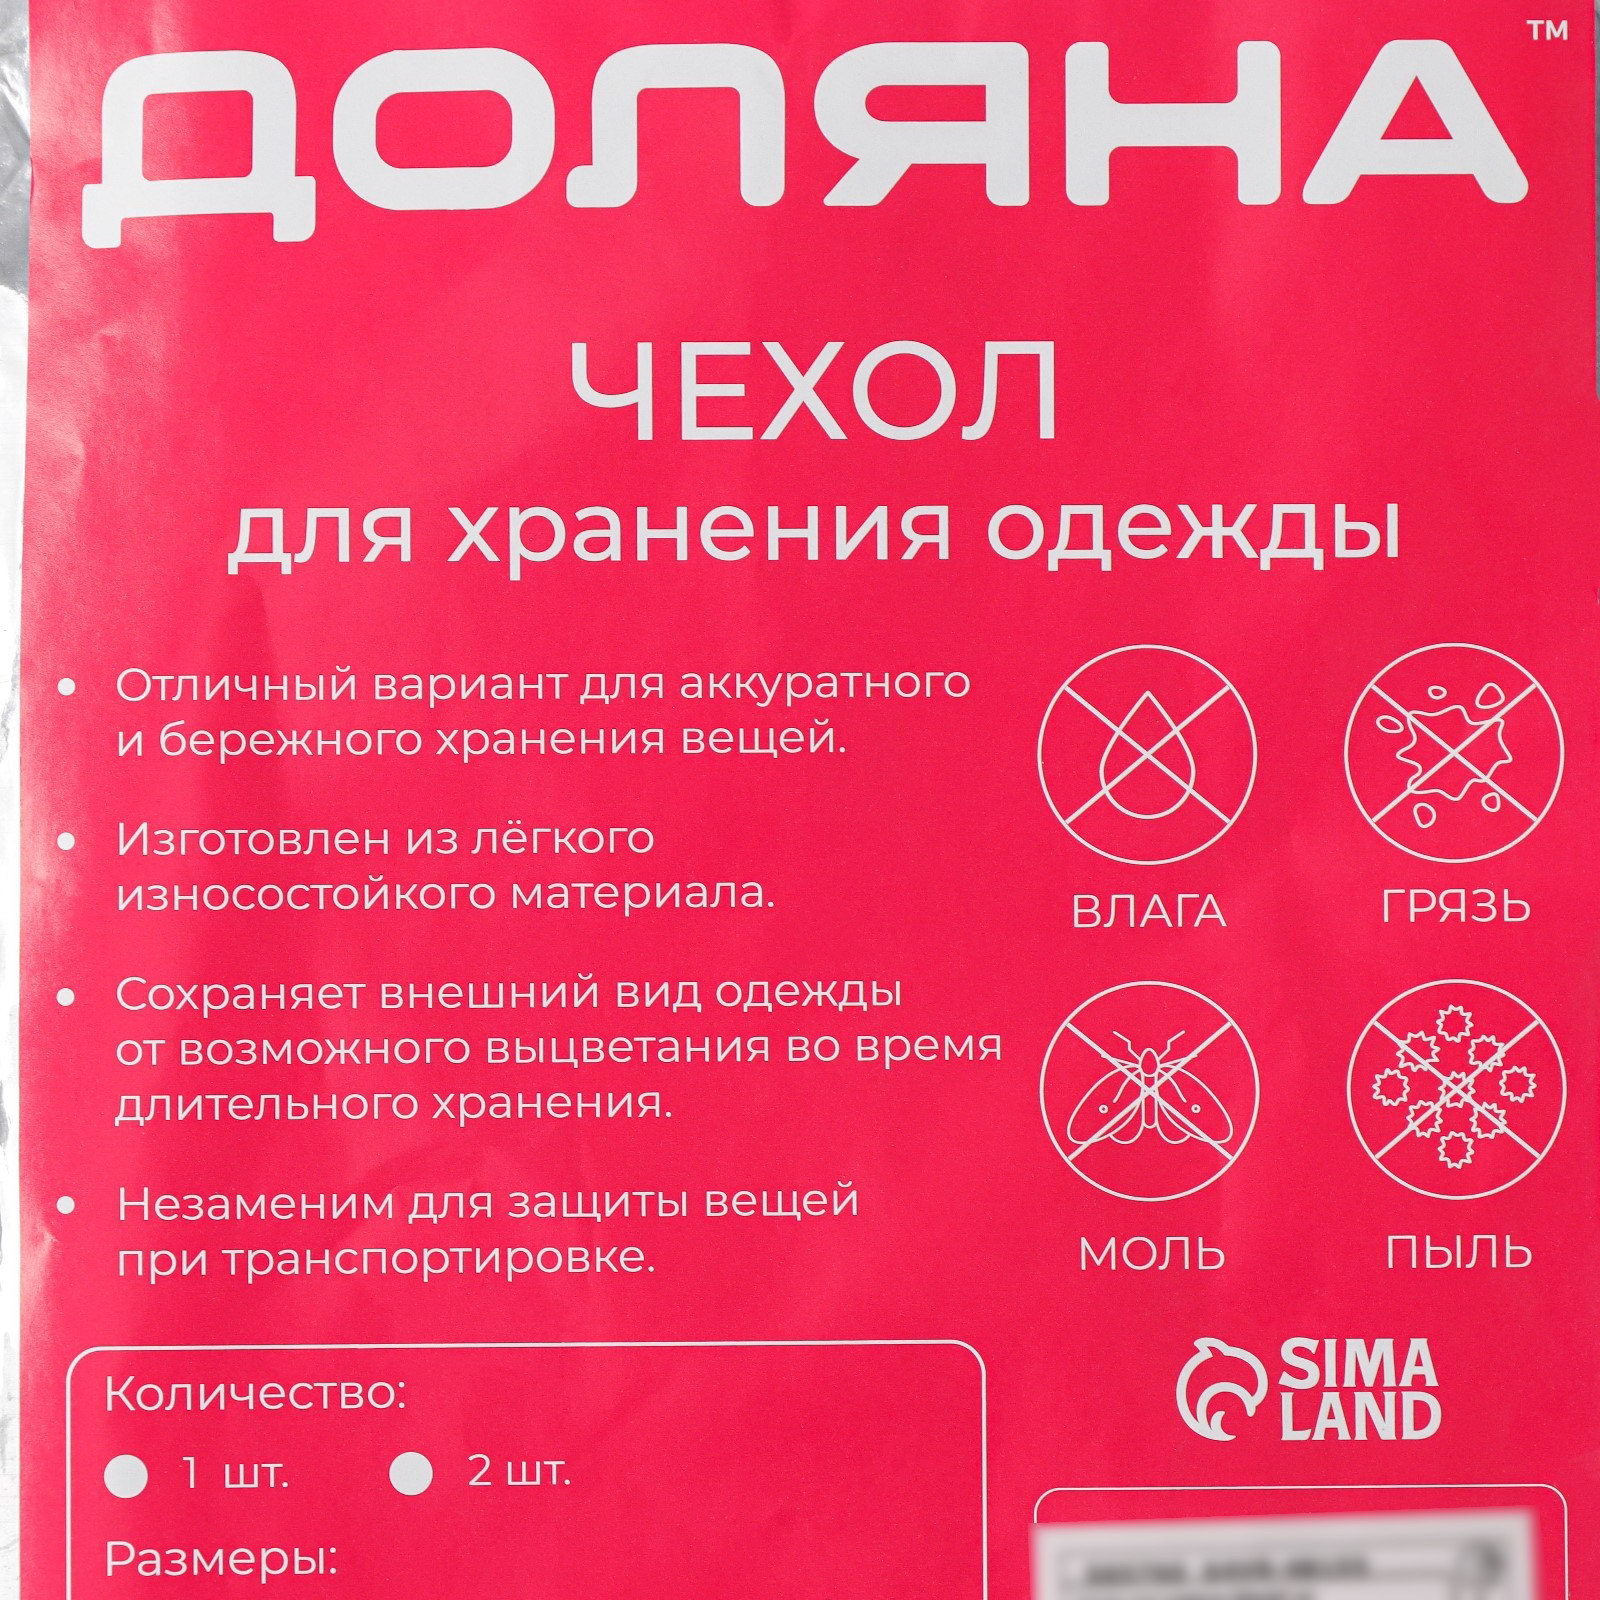 ДОЛЯНА™
ЧЕХОЛ
для хранения одежды
• Отличный вариант для аккуратного
и бережного хранения вещей.
• Изготовлен из лёгкого
износостойкого материала.
• Сохраняет внешний вид одежды
от возможного выцветания во время
длительного хранения.
• Незаменим для защиты вещей
при транспортировке.
ВЛАГА
ГРЯЗЬ
МОЛЬ
ПЫЛЬ
SIMA
LAND
Количество:
1 шт.
2 шт.
Размеры: